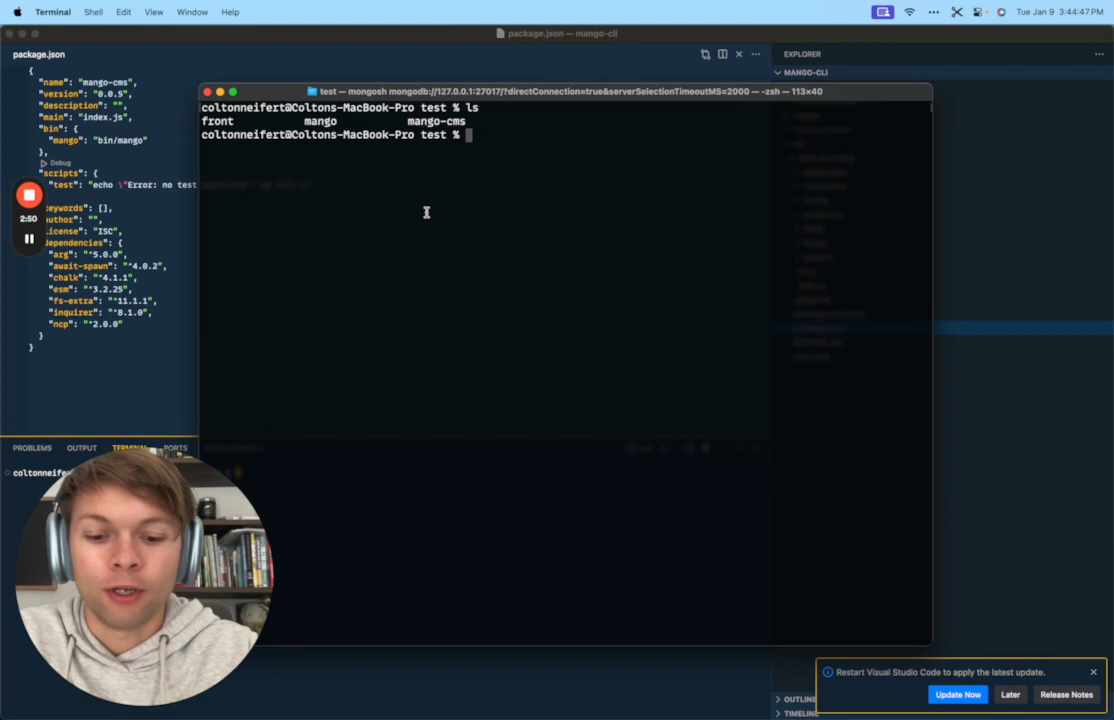 Terminal Shell Edit View Window Help
Tue Jan 9 3:44:47 PM
package.json — mango-cli
package.json
EXPLORER
MANGO-CLI
{
"name": "mango-cms",
"version": "0.0.5",
"description": "",
"main": "index.js",
"bin": {
"mango": "bin/mango"
},
Debug
"scripts": {
"test": "echo \"Error: no test
keywords": [],
author": "",
license": "ISC",
dependencies": {
"arg": "^5.0.0",
"await-spawn": "^4.0.2",
"chalk": "^4.1.1",
"esm": "^3.2.25",
"fs-extra": "^11.1.1",
"inquirer": "^8.1.0",
"ncp": "^2.0.0"
}
}
2:50
test — mongosh mongodb://127.0.0.1:27017/?directConnection=true&serverSelectionTimeoutMS=2000 — -zsh — 113×40
coltonneifert@Coltons-MacBook-Pro test % ls
front mango mango-cms
coltonneifert@Coltons-MacBook-Pro test %
PROBLEMS OUTPUT TERMINAL PORTS
coltonneife
Restart Visual Studio Code to apply the latest update.
Update Now Later Release Notes
OUTLINE
TIMELINE